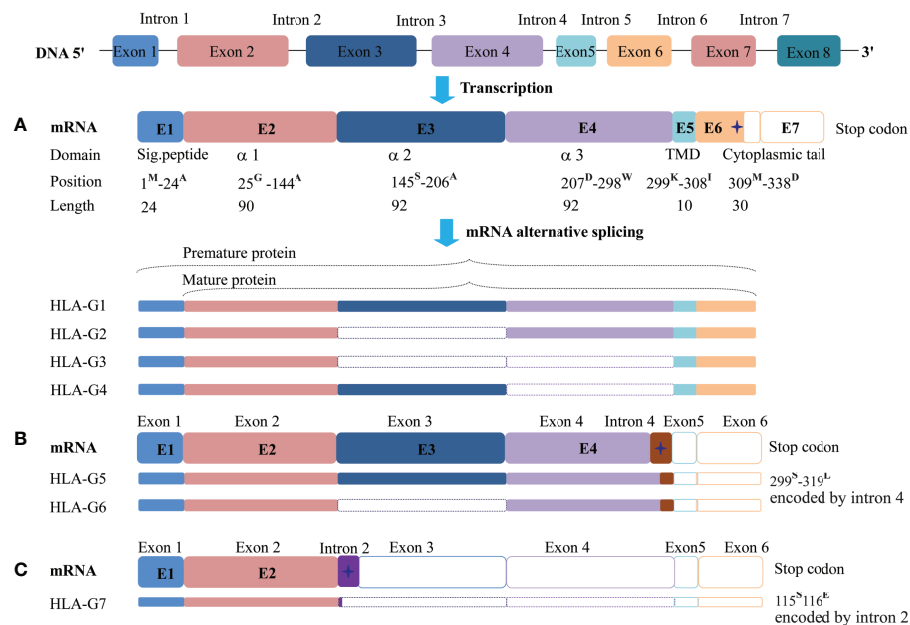 Intron 1 Intron 2 Intron 3 Intron 4 Intron 5 Intron 6 Intron 7
DNA 5' Exon 1 Exon 2 Exon 3 Exon 4 Exon5 Exon 6 Exon 7 Exon 8 3'
Transcription
A
mRNA E1 E2 E3 E4 E5 E6 E7 Stop codon
Domain Sig.peptide α 1 α 2 α 3 TMD Cytoplasmic tail
Position 1ᴹ-24ᴬ 25ᴳ -144ᴬ 145ˢ-206ᴬ 207ᴰ-298ᵂ 299ᴷ-308ᴵ 309ᴹ-338ᴰ
Length 24 90 92 92 10 30
mRNA alternative splicing
Premature protein
Mature protein
HLA-G1
HLA-G2
HLA-G3
HLA-G4
B
Exon 1 Exon 2 Exon 3 Exon 4 Intron 4 Exon5 Exon 6
mRNA E1 E2 E3 E4 Stop codon
HLA-G5 299ˢ-319ᴸ
encoded by intron 4
HLA-G6
C
Exon 1 Exon 2 Intron 2 Exon 3 Exon 4 Exon5 Exon 6
mRNA E1 E2 Stop codon
HLA-G7 115ˢ116ᴱ
encoded by intron 2